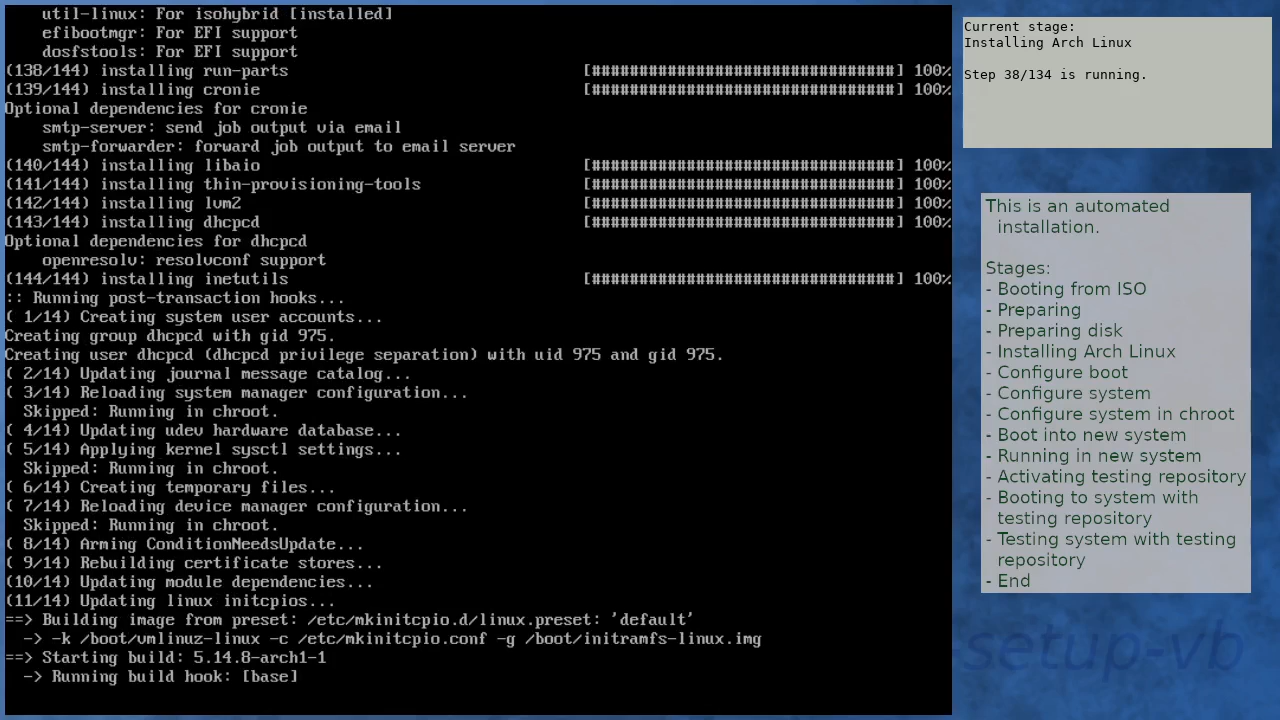 util-linux: For isohybrid [installed]
efibootmgr: For EFI support
dosfstools: For EFI support
(138/144) installing run-parts [################################] 100%
(139/144) installing cronie [################################] 100%
Optional dependencies for cronie
smtp-server: send job output via email
smtp-forwarder: forward job output to email server
(140/144) installing libaio [################################] 100%
(141/144) installing thin-provisioning-tools [################################] 100%
(142/144) installing lvm2 [################################] 100%
(143/144) installing dhcpcd [################################] 100%
Optional dependencies for dhcpcd
openresolv: resolvconf support
(144/144) installing inetutils [################################] 100%
:: Running post-transaction hooks...
( 1/14) Creating system user accounts...
Creating group dhcpcd with gid 975.
Creating user dhcpcd (dhcpcd privilege separation) with uid 975 and gid 975.
( 2/14) Updating journal message catalog...
( 3/14) Reloading system manager configuration...
Skipped: Running in chroot.
( 4/14) Updating udev hardware database...
( 5/14) Applying kernel sysctl settings...
Skipped: Running in chroot.
( 6/14) Creating temporary files...
( 7/14) Reloading device manager configuration...
Skipped: Running in chroot.
( 8/14) Arming ConditionNeedsUpdate...
( 9/14) Rebuilding certificate stores...
(10/14) Updating module dependencies...
(11/14) Updating linux initcpios...
==> Building image from preset: /etc/mkinitcpio.d/linux.preset: 'default'
-> -k /boot/vmlinuz-linux -c /etc/mkinitcpio.conf -g /boot/initramfs-linux.img
==> Starting build: 5.14.8-arch1-1
-> Running build hook: [base]
Current stage:
Installing Arch Linux
Step 38/134 is running.
This is an automated
installation.
Stages:
- Booting from ISO
- Preparing
- Preparing disk
- Installing Arch Linux
- Configure boot
- Configure system
- Configure system in chroot
- Boot into new system
- Running in new system
- Activating testing repository
- Booting to system with
testing repository
- Testing system with testing
repository
- End
setup-vb